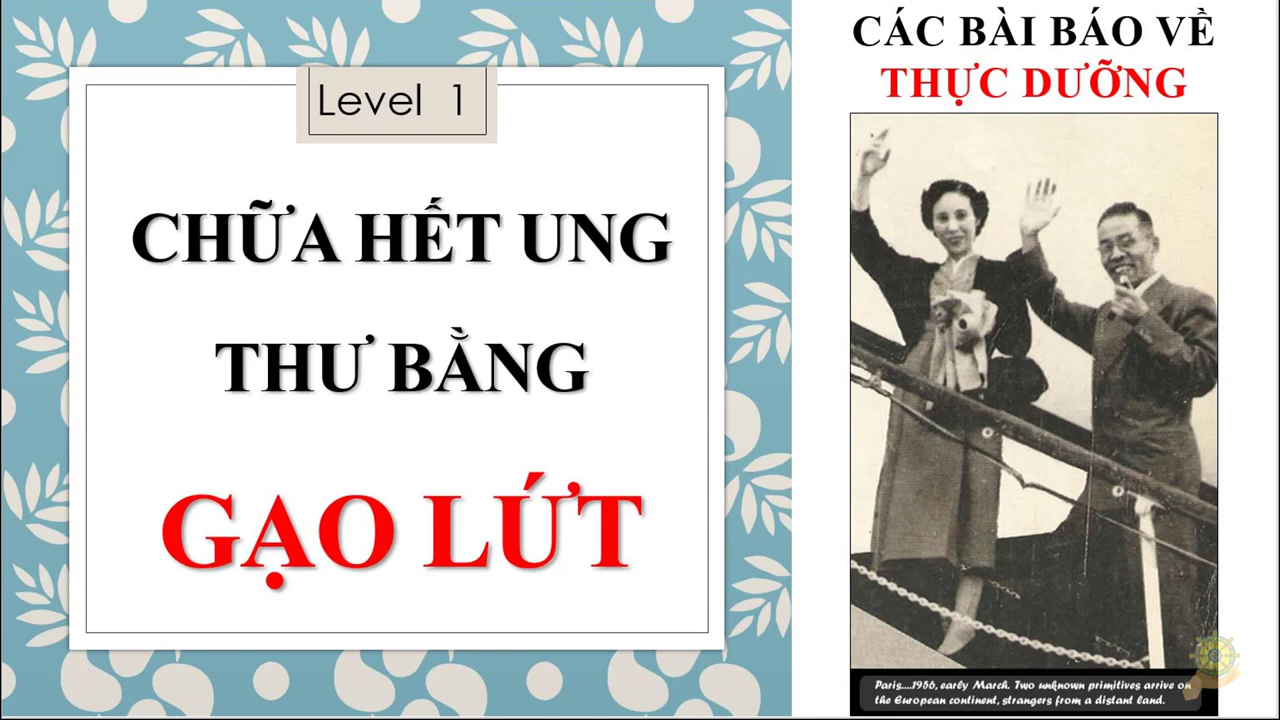 Level 1
CHỮA HẾT UNG
THƯ BẰNG
GẠO LỨT
CÁC BÀI BÁO VỀ
THỰC DƯỠNG
Paris....1956, early March. Two unknown primitives arrive on
the European continent, strangers from a distant land.